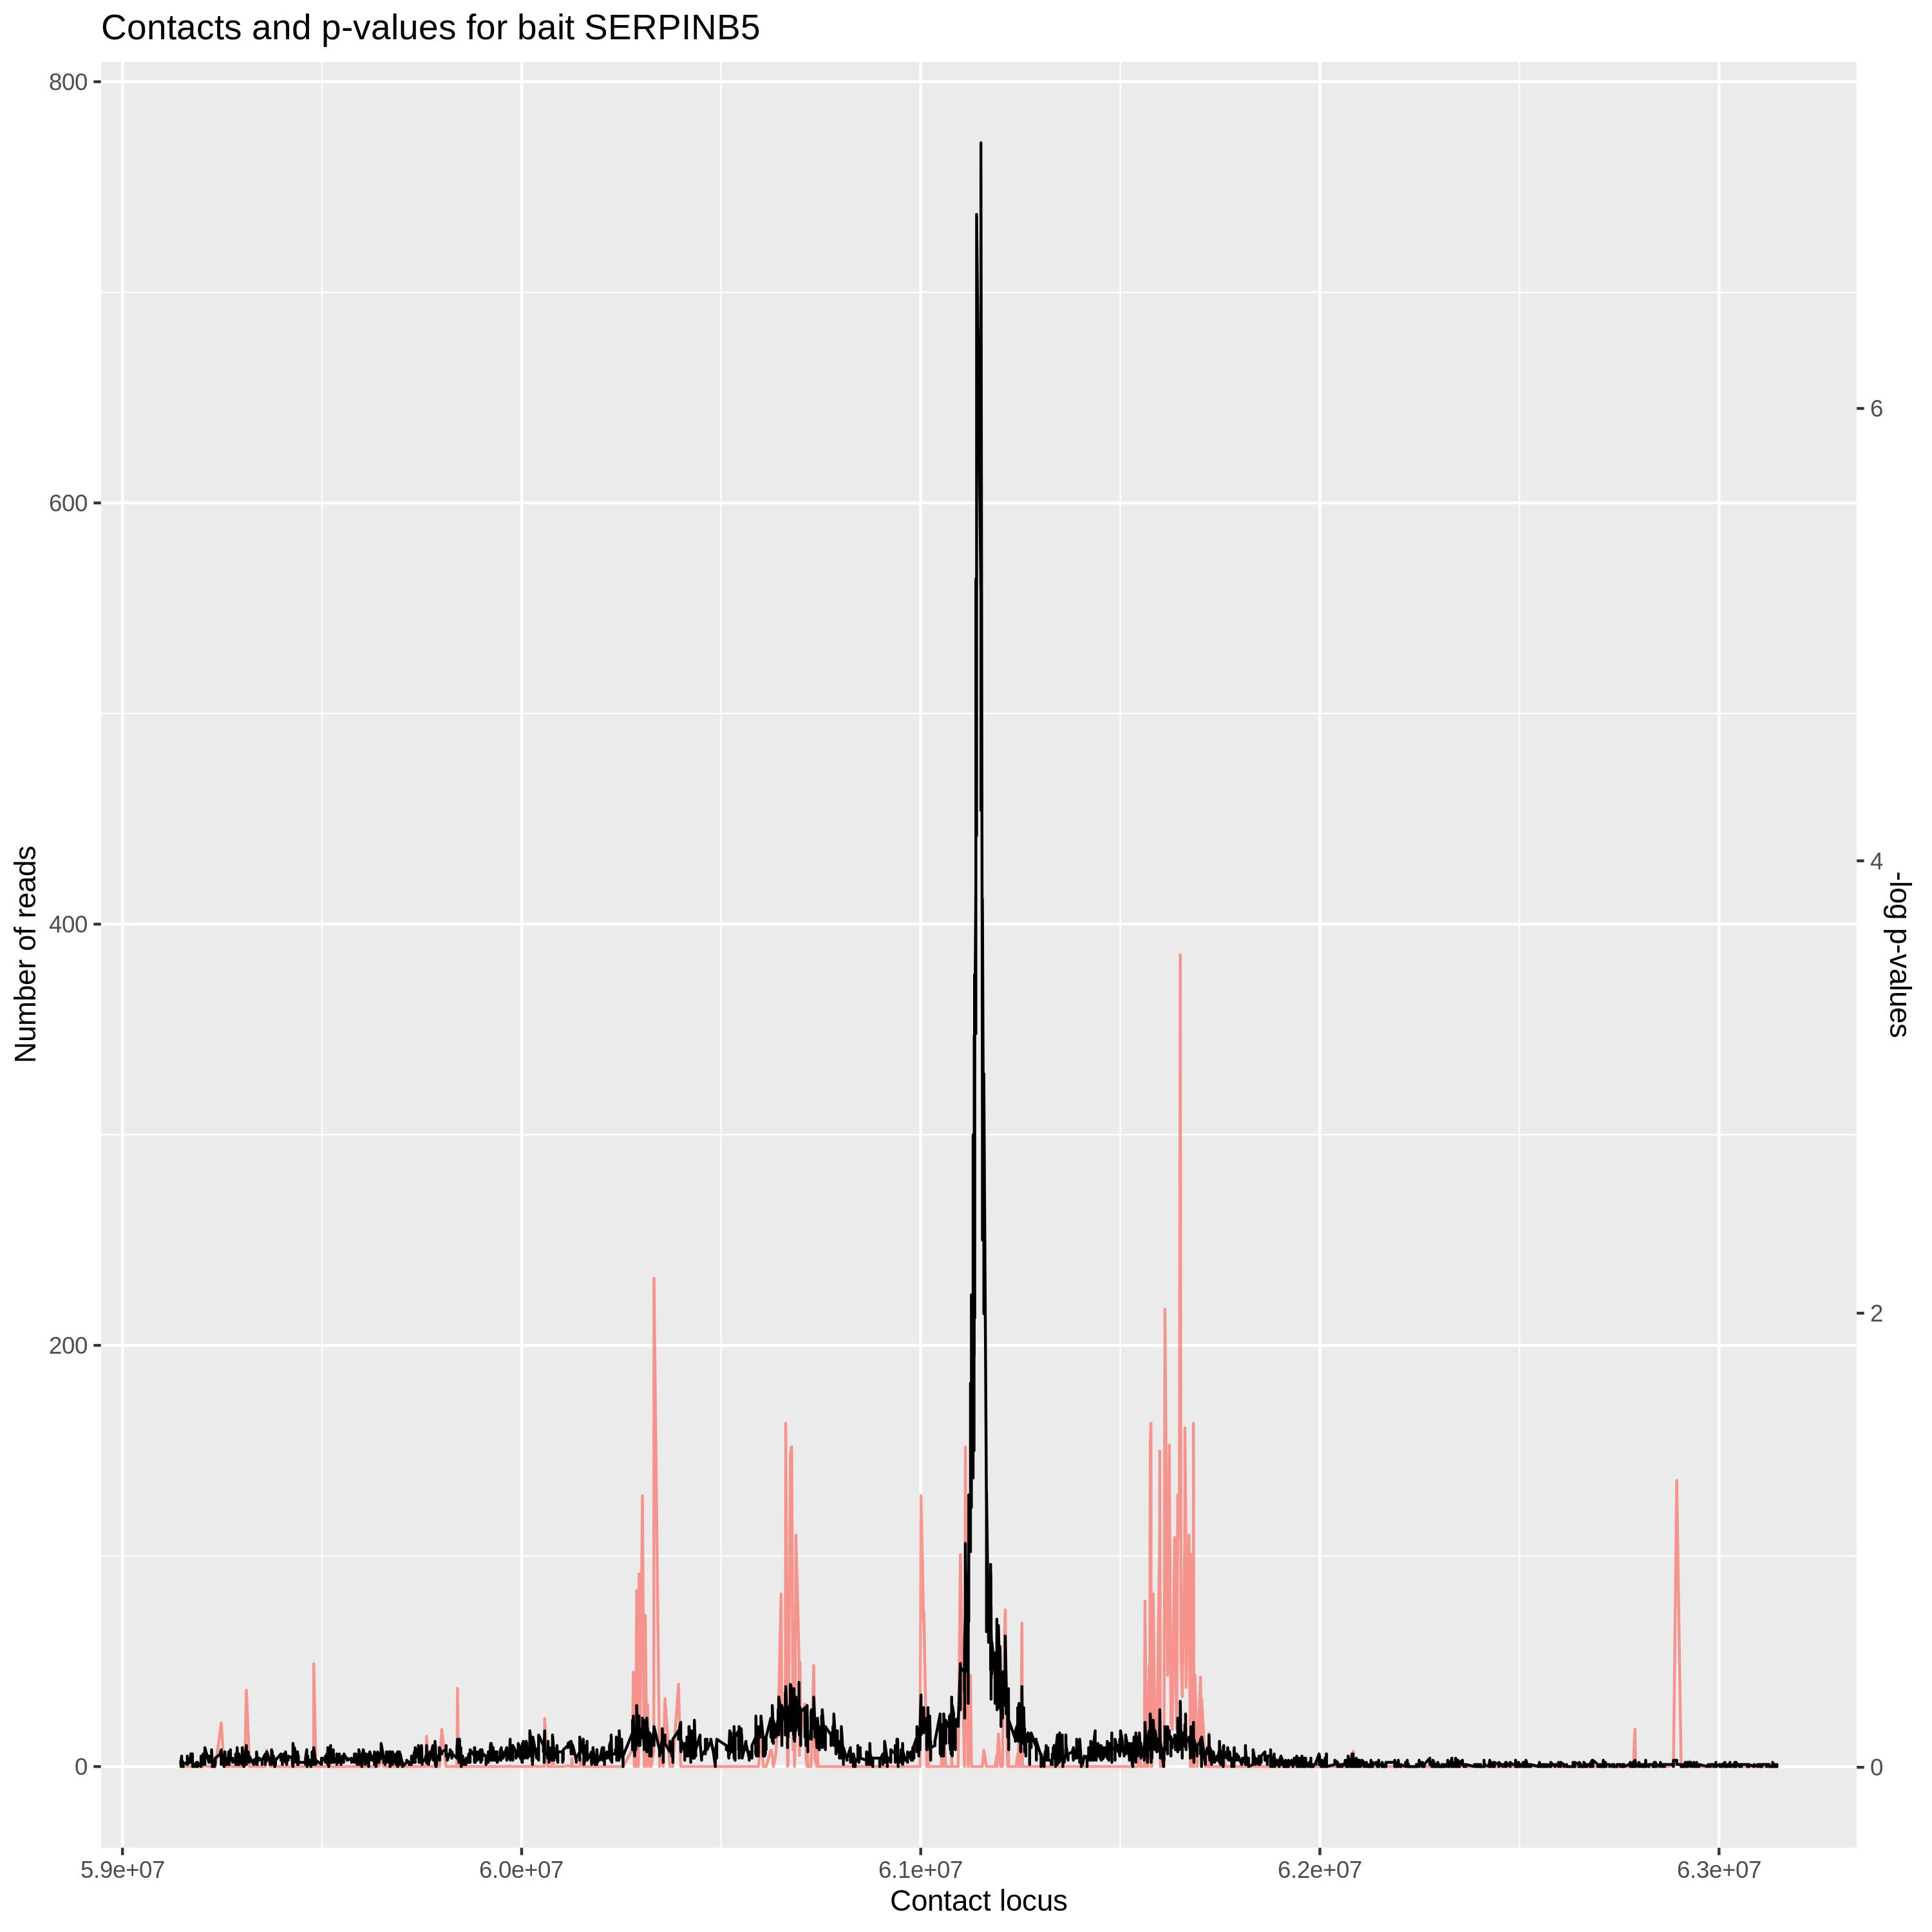 Contacts and p-values for bait SERPINB5
800
600
400
200
0
Number of reads
6
4
2
0
-log p-values
5.9e+07
6.0e+07
6.1e+07
6.2e+07
6.3e+07
Contact locus